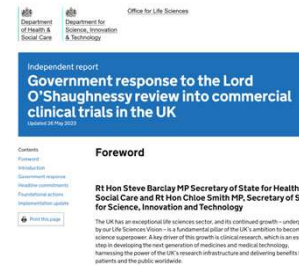 Department
of Health &
Social Care
Department for
Science, Innovation
& Technology
Office for Life Sciences
Independent report
Government response to the Lord
O'Shaughnessy review into commercial
clinical trials in the UK
Updated 26 May 2023
Contents
Foreword
Introduction
Government response
Headline commitments
Foundational actions
Implementation update
Print this page
Foreword
Rt Hon Steve Barclay MP Secretary of State for Health
Social Care and Rt Hon Chloe Smith MP, Secretary of S
for Science, Innovation and Technology
The UK has an exceptional life sciences sector, and its continued growth – under
by our Life Sciences Vision – is a fundamental pillar of the UK's ambition to becom
science superpower. A key driver of this growth is clinical research, which is an es
step in developing the next generation of medicines and medical technology,
harnessing the power of the UK's research infrastructure and delivering benefits t
patients and the public worldwide.